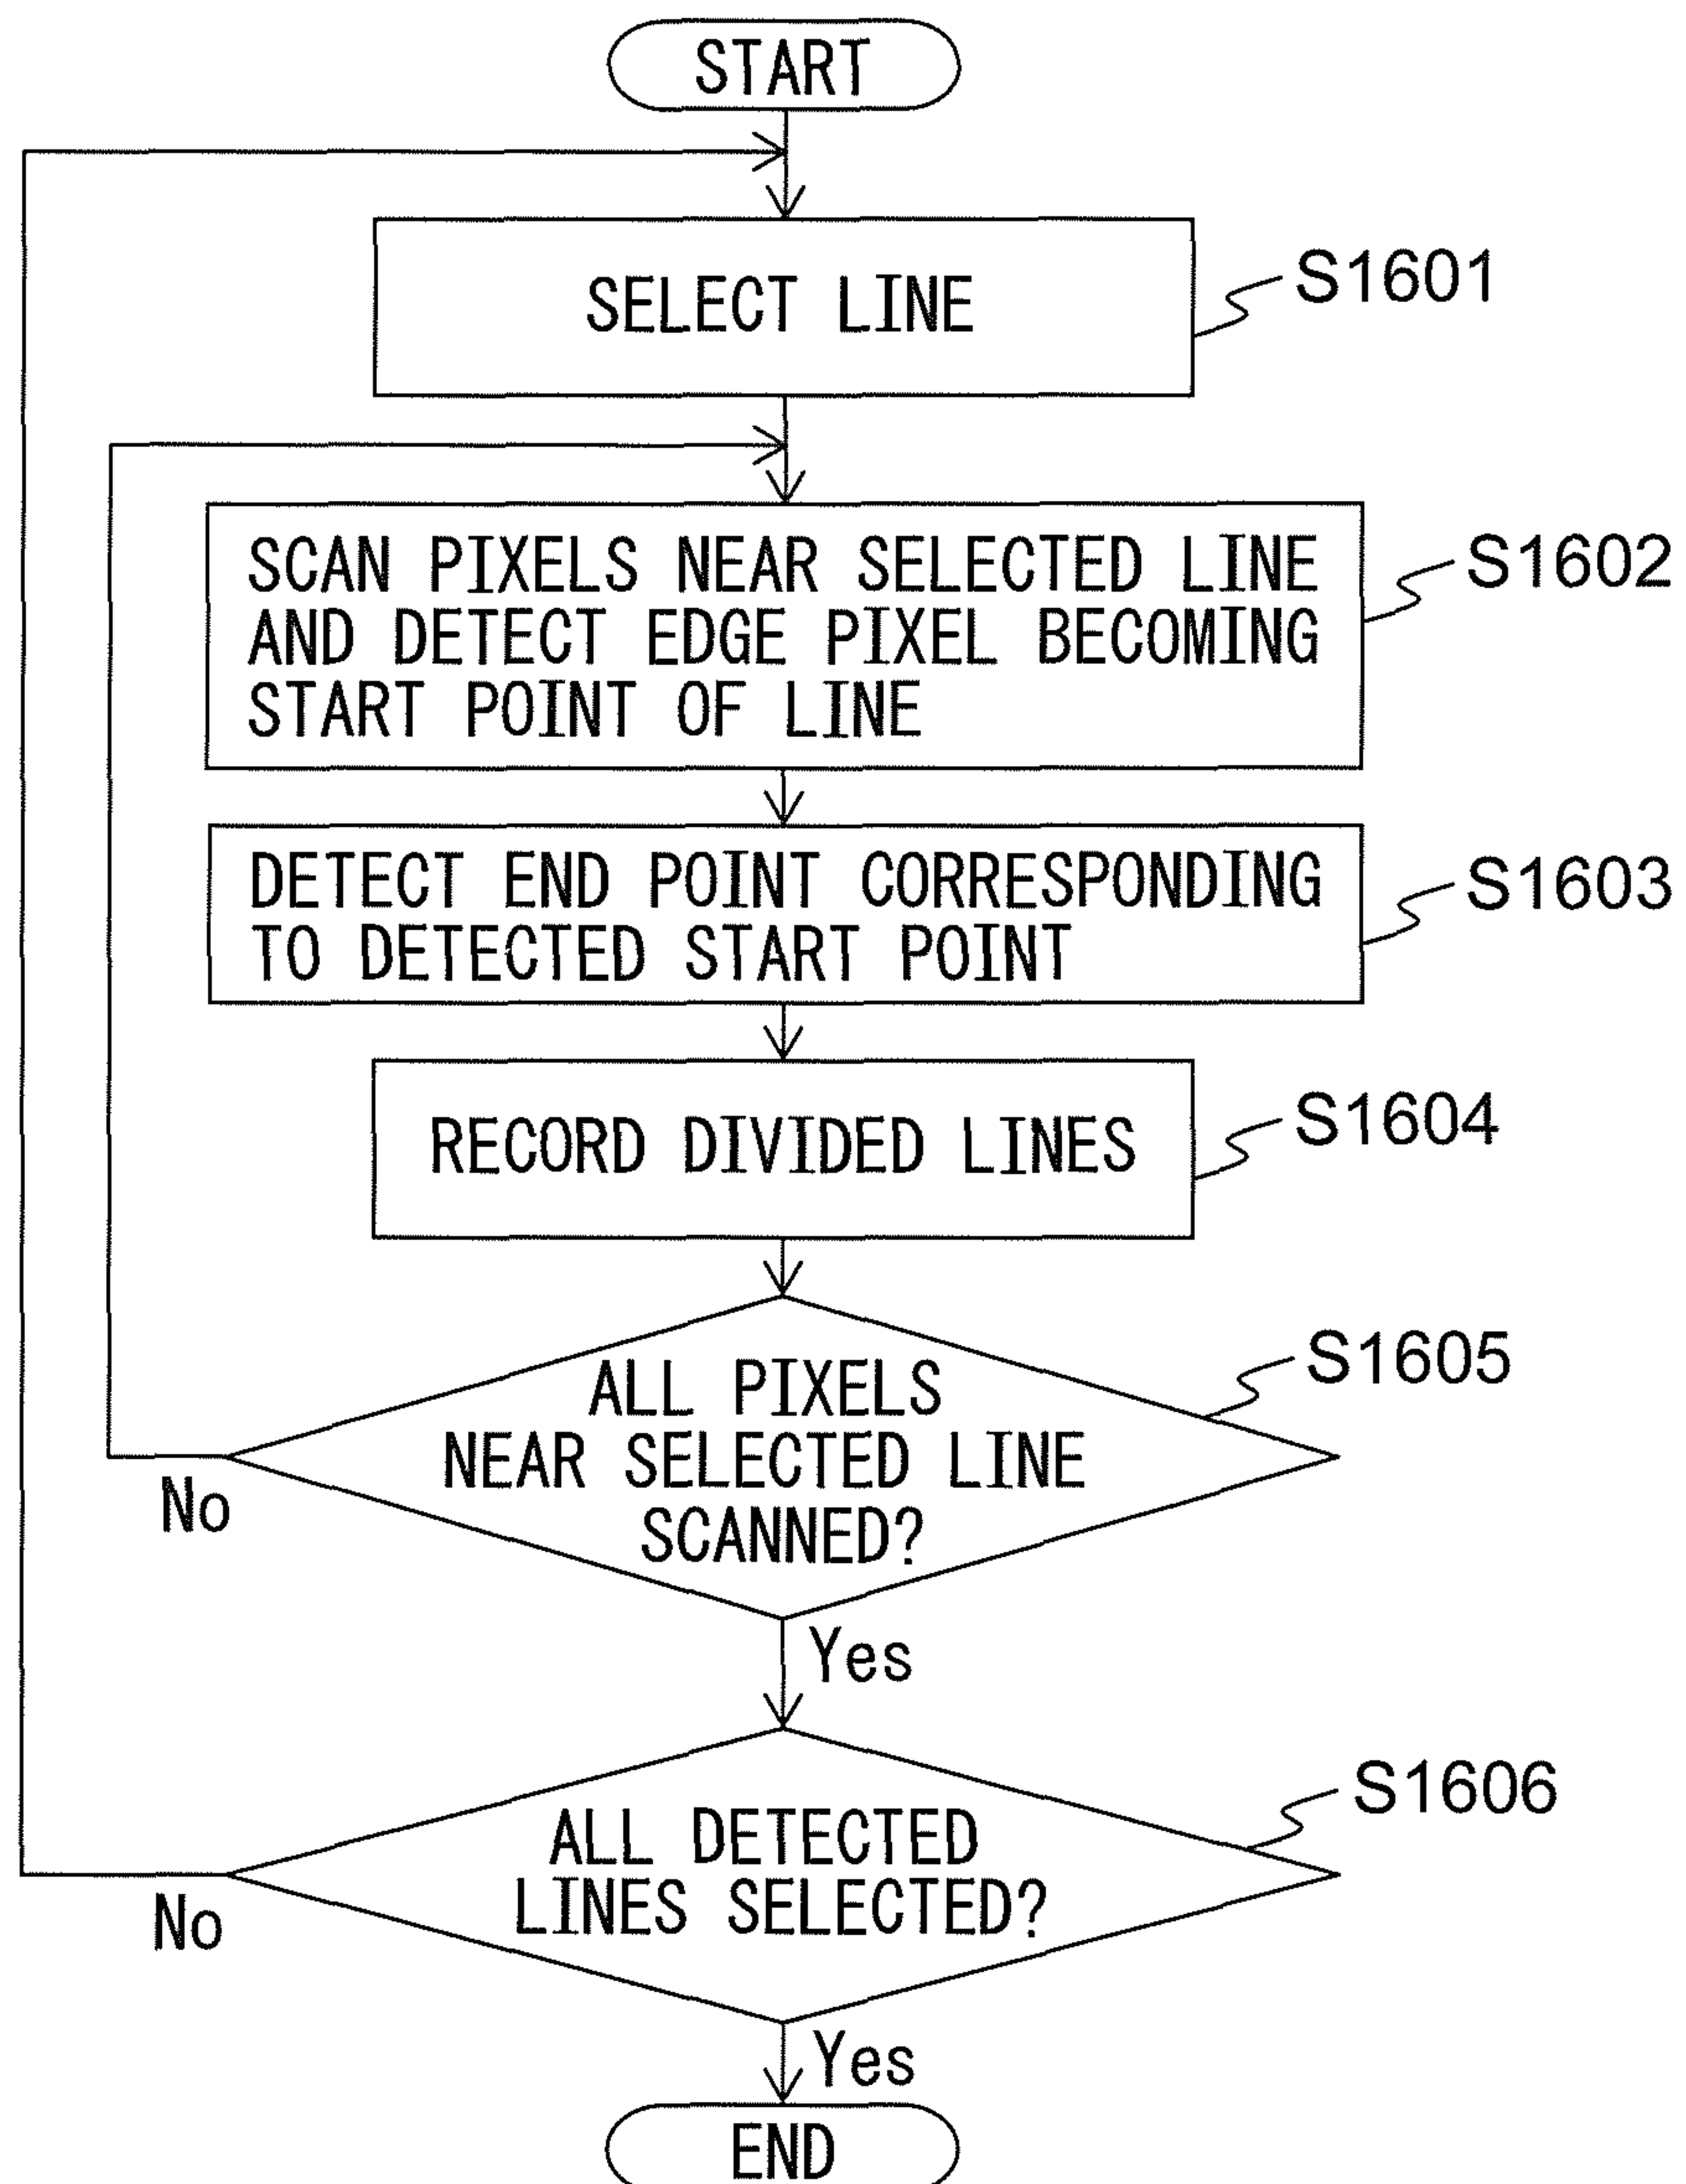 START
SELECT LINE
S1601
SCAN PIXELS NEAR SELECTED LINE
AND DETECT EDGE PIXEL BECOMING
START POINT OF LINE
S1602
DETECT END POINT CORRESPONDING
TO DETECTED START POINT
S1603
RECORD DIVIDED LINES
S1604
ALL PIXELS
NEAR SELECTED LINE
SCANNED?
S1605
No
Yes
ALL DETECTED
LINES SELECTED?
S1606
No
Yes
END